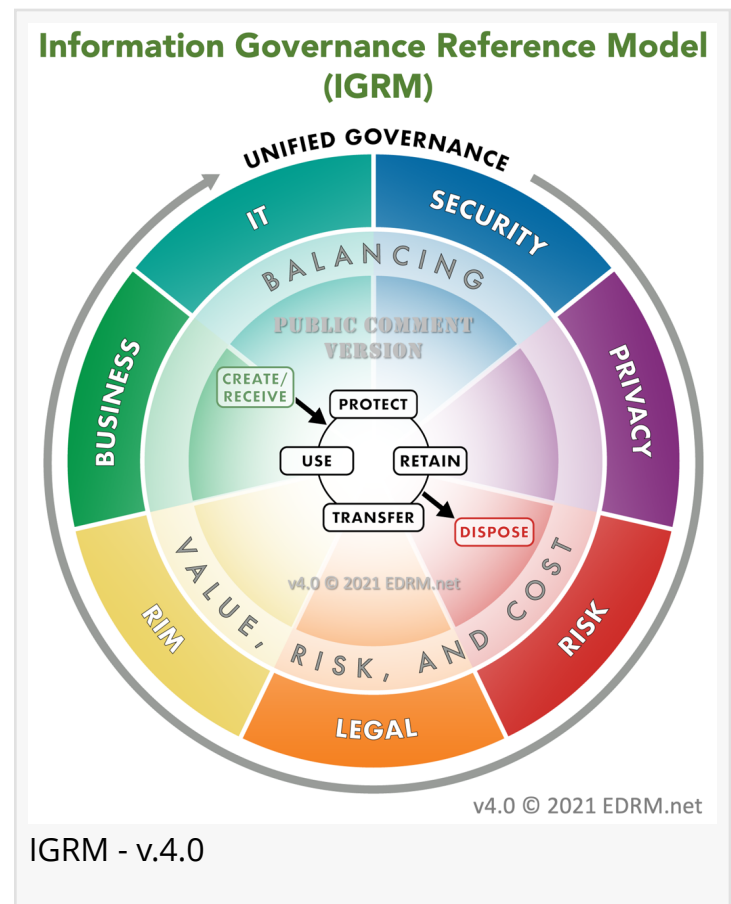 Information Governance Reference Model
(IGRM)
UNIFIED GOVERNANCE
IT
SECURITY
BALANCING
PUBLIC COMMENT
VERSION
BUSINESS
PRIVACY
CREATE/
RECEIVE
PROTECT
USE
RETAIN
TRANSFER
DISPOSE
v4.0 © 2021 EDRM.net
VALUE, RISK, AND COST
RIM
RISK
LEGAL
v4.0 © 2021 EDRM.net
IGRM - v.4.0